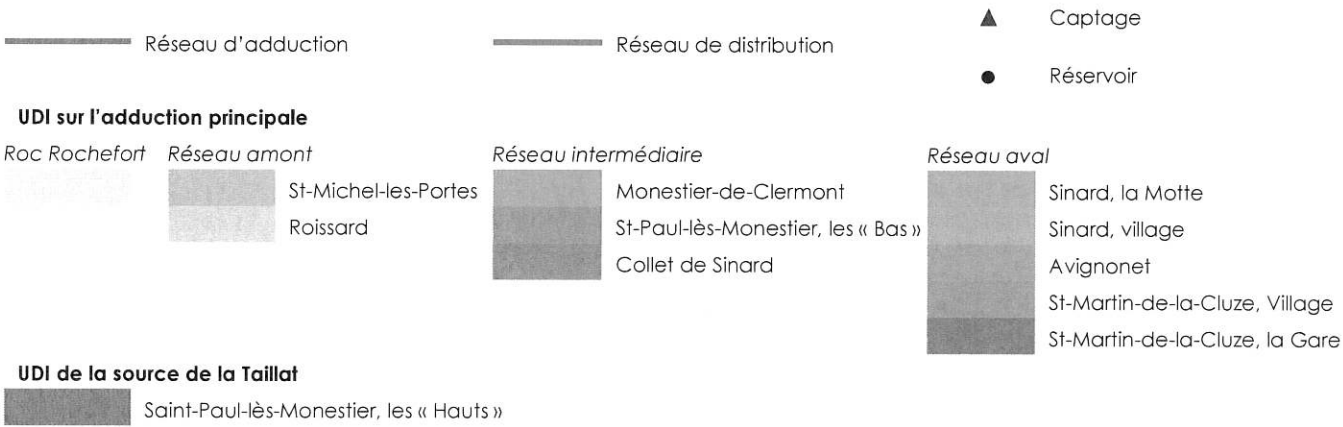 Réseau d'adduction
Réseau de distribution
Captage
Réservoir
UDI sur l'adduction principale
Roc Rochefort
Réseau amont
St-Michel-les-Portes
Roissard
Réseau intermédiaire
Monestier-de-Clermont
St-Paul-lès-Monestier, les « Bas »
Collet de Sinard
Réseau aval
Sinard, la Motte
Sinard, village
Avignonet
St-Martin-de-la-Cluze, Village
St-Martin-de-la-Cluze, la Gare
UDI de la source de la Taillat
Saint-Paul-lès-Monestier, les « Hauts »